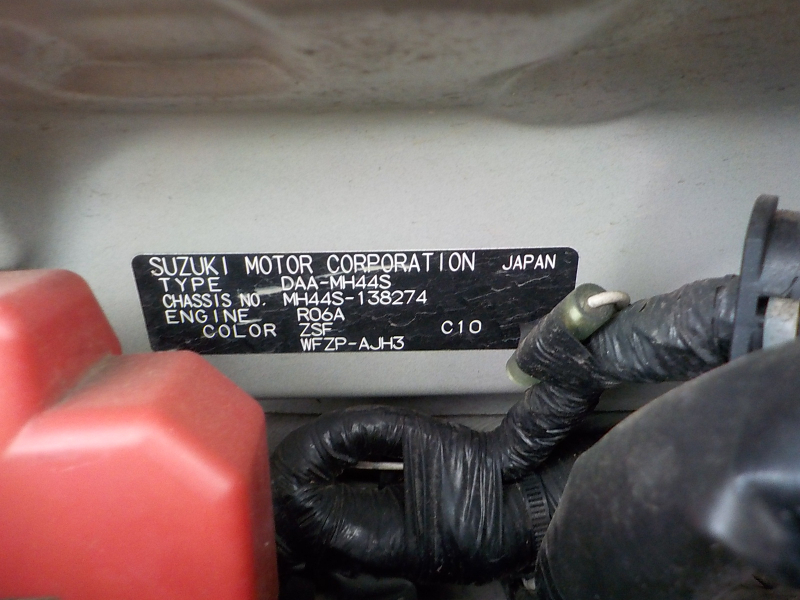 SUZUKI MOTOR CORPORATION JAPAN
TYPE DAA-MH44S
CHASSIS NO. MH44S-138274
ENGINE R06A
COLOR ZSF C10
WFZP-AJH3